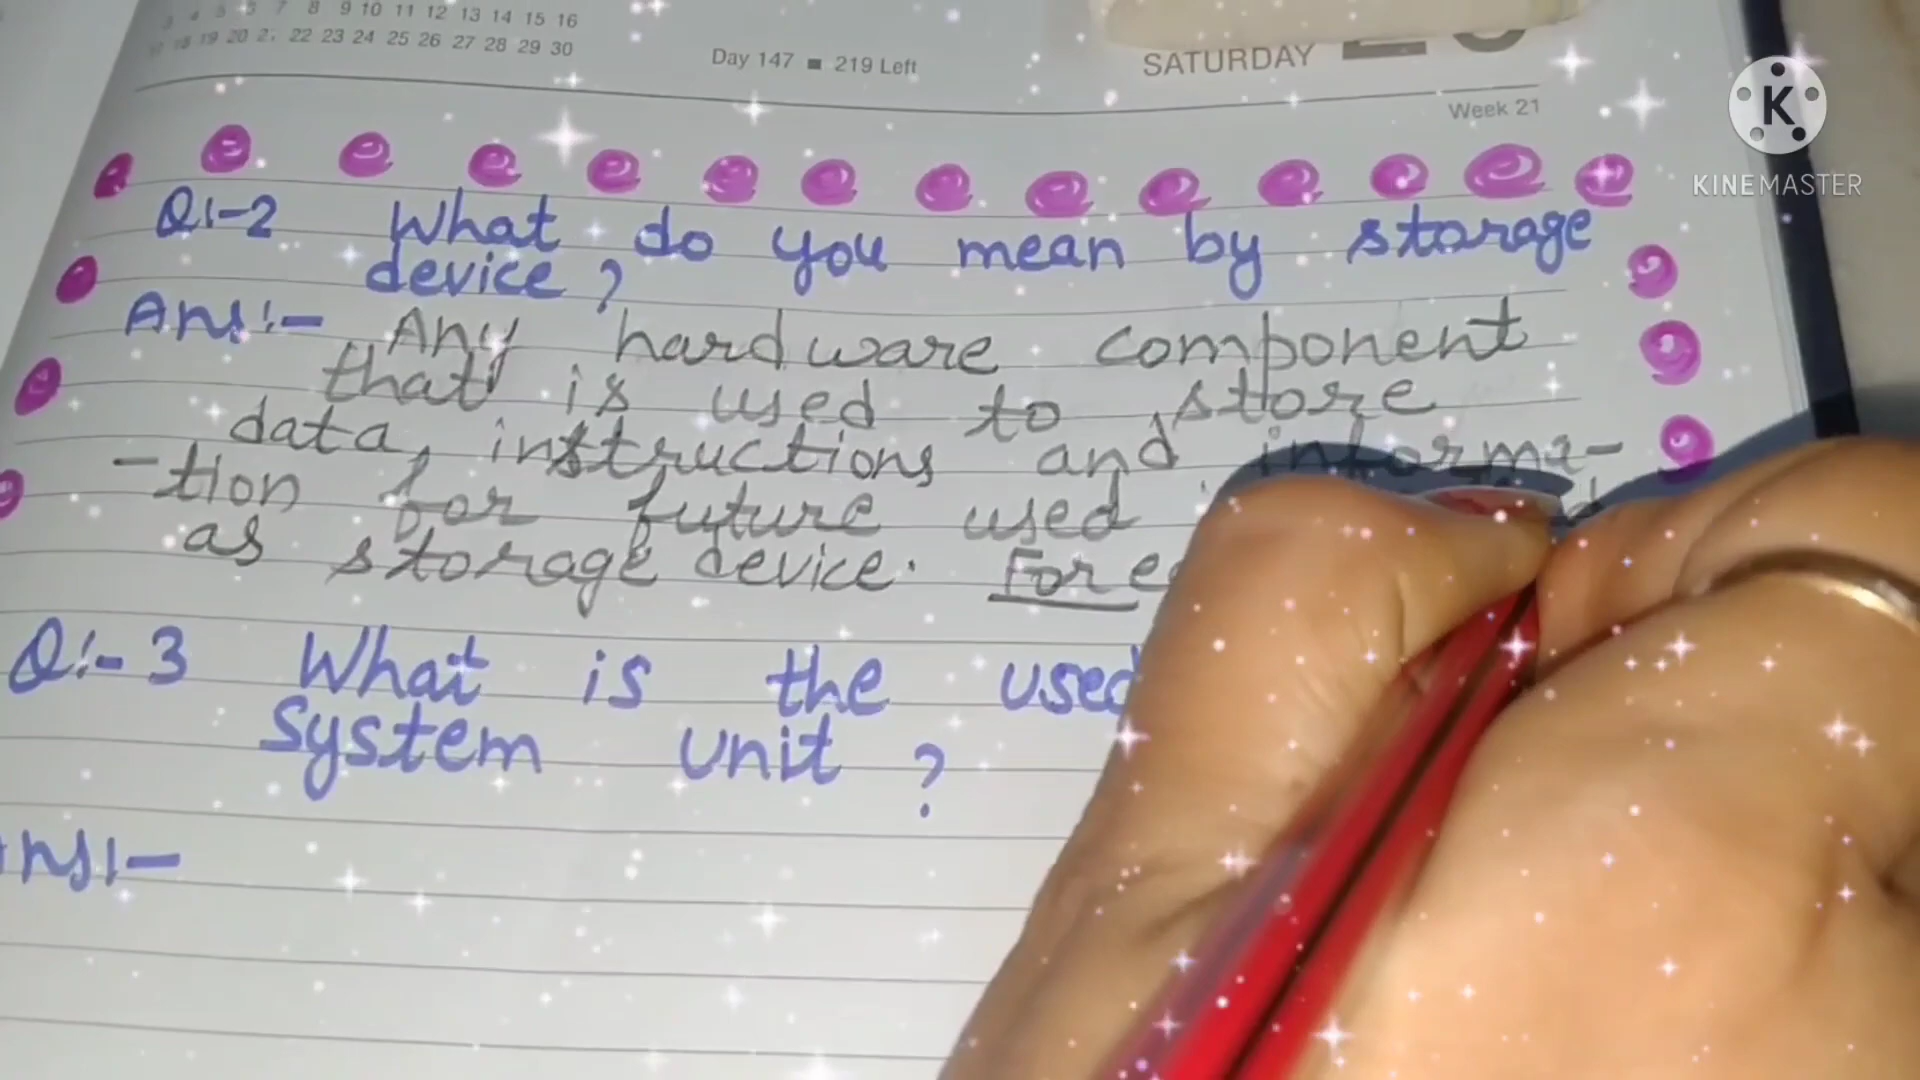 7 8 9 10 11 12 13 14 15 16
19 20 21 22 23 24 25 26 27 28 29 30
Day 147 ■ 219 Left
SATURDAY
Week 21
KINEMASTER
Q:-2 What do you mean by storage
device?
Ans:- Any hardware component
that is used to store
data, instructions and informa-
-tion for future used
as storage device. For
Q:-3 What is the used
System unit ?
Ans:-